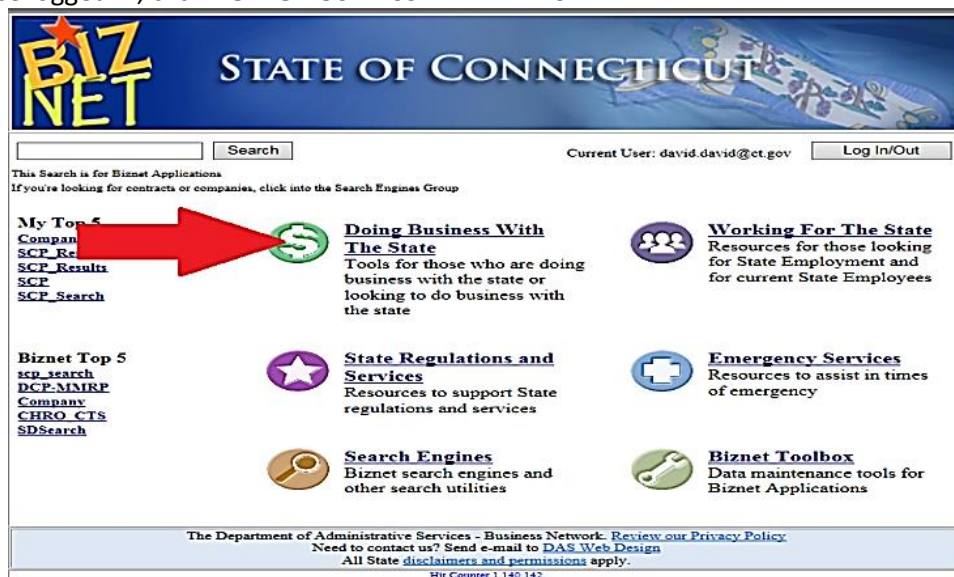 BIZ
NET
STATE OF CONNECTICUT
Search
Current User: david.david@ct.gov
Log In/Out
This Search is for Biznet Applications
If you're looking for contracts or companies, click into the Search Engines Group
My Top 5
SCP_Results
SCP
SCP_Search
Doing Business With
The State
Tools for those who are doing
business with the state or
looking to do business with
the state
Working For The State
Resources for those looking
for State Employment and
for current State Employees
Biznet Top 5
scp_search
DCP-MMRP
Company
CHRO_CTS
SDSearch
State Regulations and
Services
Resources to support State
regulations and services
Emergency Services
Resources to assist in times
of emergency
Search Engines
Biznet search engines and
other search utilities
Biznet Toolbox
Data maintenance tools for
Biznet Applications
The Department of Administrative Services - Business Network. Review our Privacy Policy
Need to contact us? Send e-mail to DAS Web Design
All State disclaimers and permissions apply.
Hit Counter 1,140,142